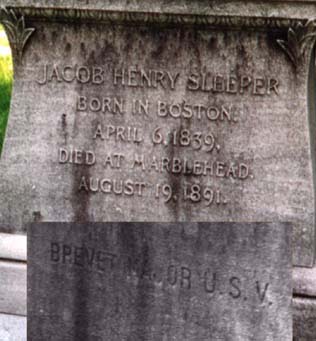 JACOB HENRY SLEEPER
BORN IN BOSTON.
APRIL 6, 1839,
DIED AT MARBLEHEAD.
AUGUST 19, 1891.
BREVET MAJOR U.S.V.